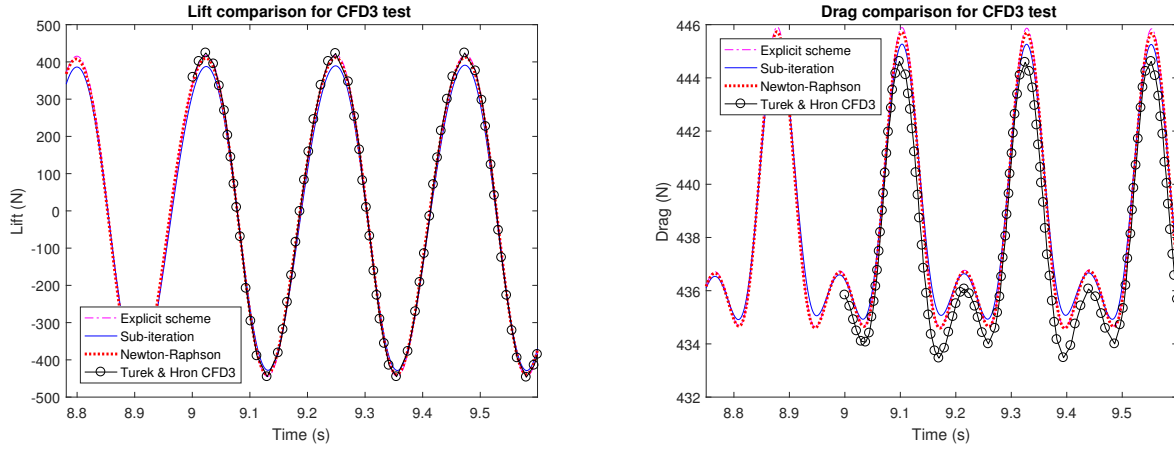 Lift comparison for CFD3 test
500
400
300
200
100
0
-100
-200
-300
-400
-500
Lift (N)
Explicit scheme
Sub-iteration
Newton-Raphson
Turek & Hron CFD3
8.8 8.9 9 9.1 9.2 9.3 9.4 9.5
Time (s)
Drag comparison for CFD3 test
446
444
442
440
438
436
434
432
Drag (N)
Explicit scheme
Sub-iteration
Newton-Raphson
Turek & Hron CFD3
8.8 8.9 9 9.1 9.2 9.3 9.4 9.5
Time (s)